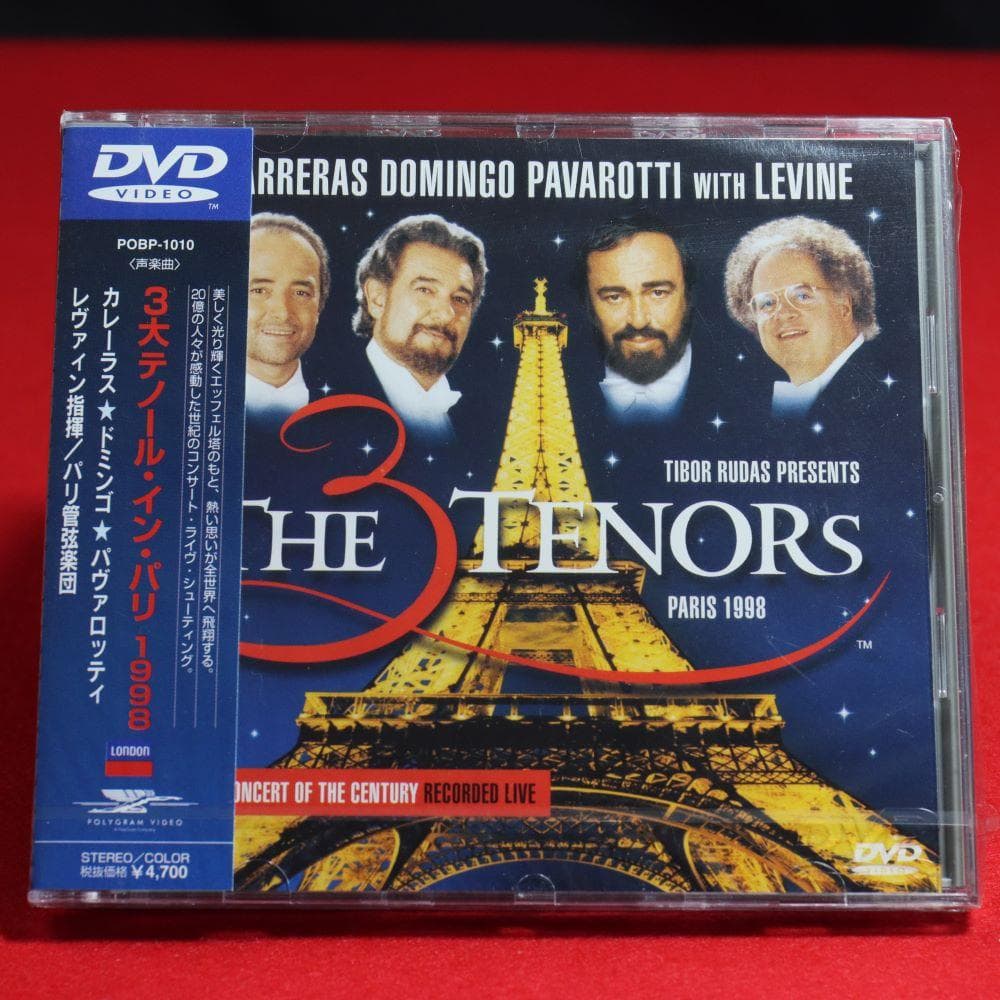 DVD
VIDEO
TM
POBP-1010
〈声楽曲〉
美しく光り輝くエッフェル塔のもと、熱い思いが全世界へ飛翔する。
20億の人々が感動した世紀のコンサート・ライヴ・シューティング。
3大テノール・イン・パリ 1998
カレーラス★ドミンゴ★パヴァロッティ
レヴァイン指揮/パリ管弦楽団
LONDON
POLYGRAM VIDEO
STEREO/COLOR
税抜価格 ¥4,700
ARRERAS DOMINGO PAVAROTTI WITH LEVINE
TIBOR RUDAS PRESENTS
THE 3 TENORS
PARIS 1998
TM
ONCERT OF THE CENTURY RECORDED LIVE
DVD
VIDEO